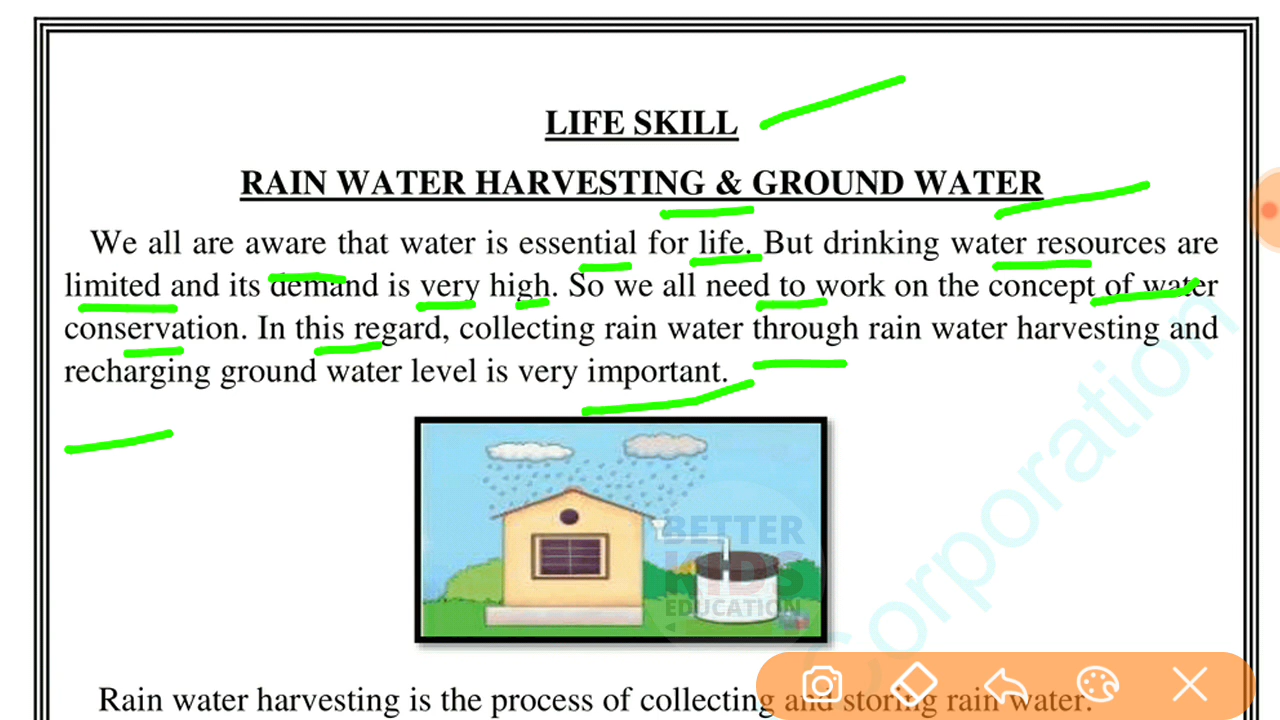 LIFE SKILL
RAIN WATER HARVESTING & GROUND WATER
We all are aware that water is essential for life. But drinking water resources are
limited and its demand is very high. So we all need to work on the concept of water
conservation. In this regard, collecting rain water through rain water harvesting and
recharging ground water level is very important.
BETTER
KIDS
EDUCATION
Corporation
Rain water harvesting is the process of collecting and storing rain water.